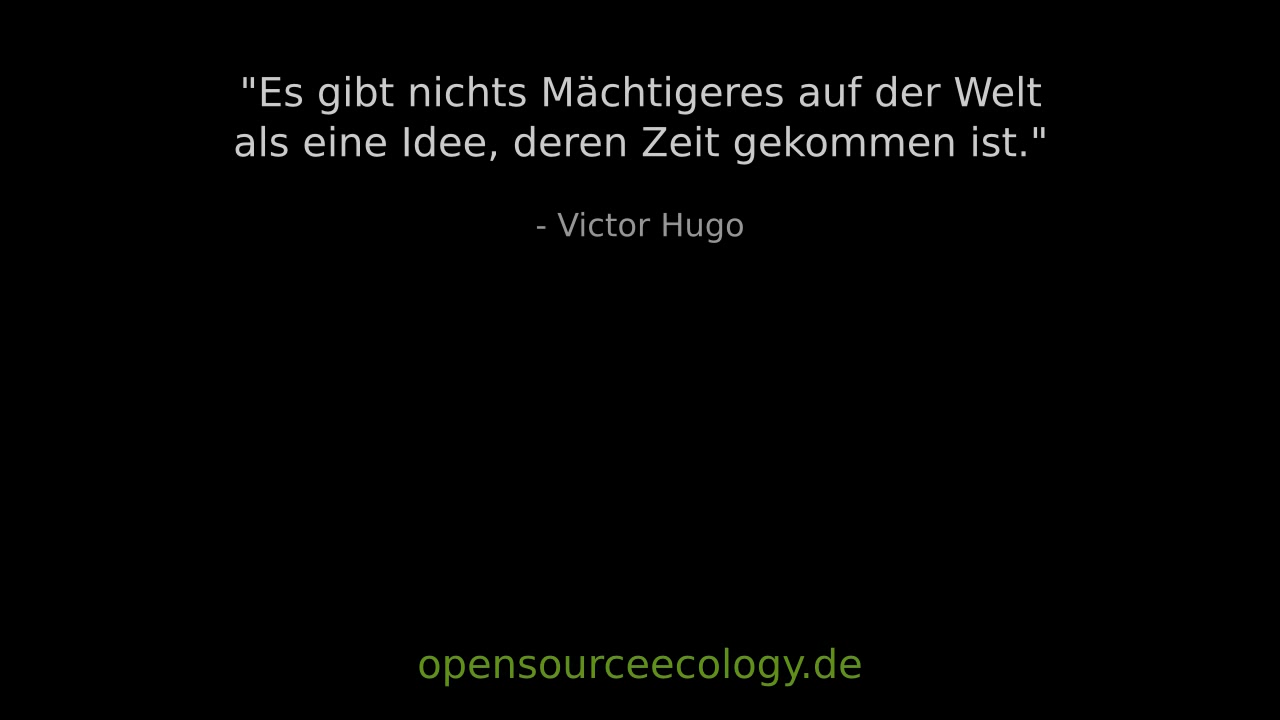 "Es gibt nichts Mächtigeres auf der Welt
als eine Idee, deren Zeit gekommen ist."
- Victor Hugo
opensourceecology.de